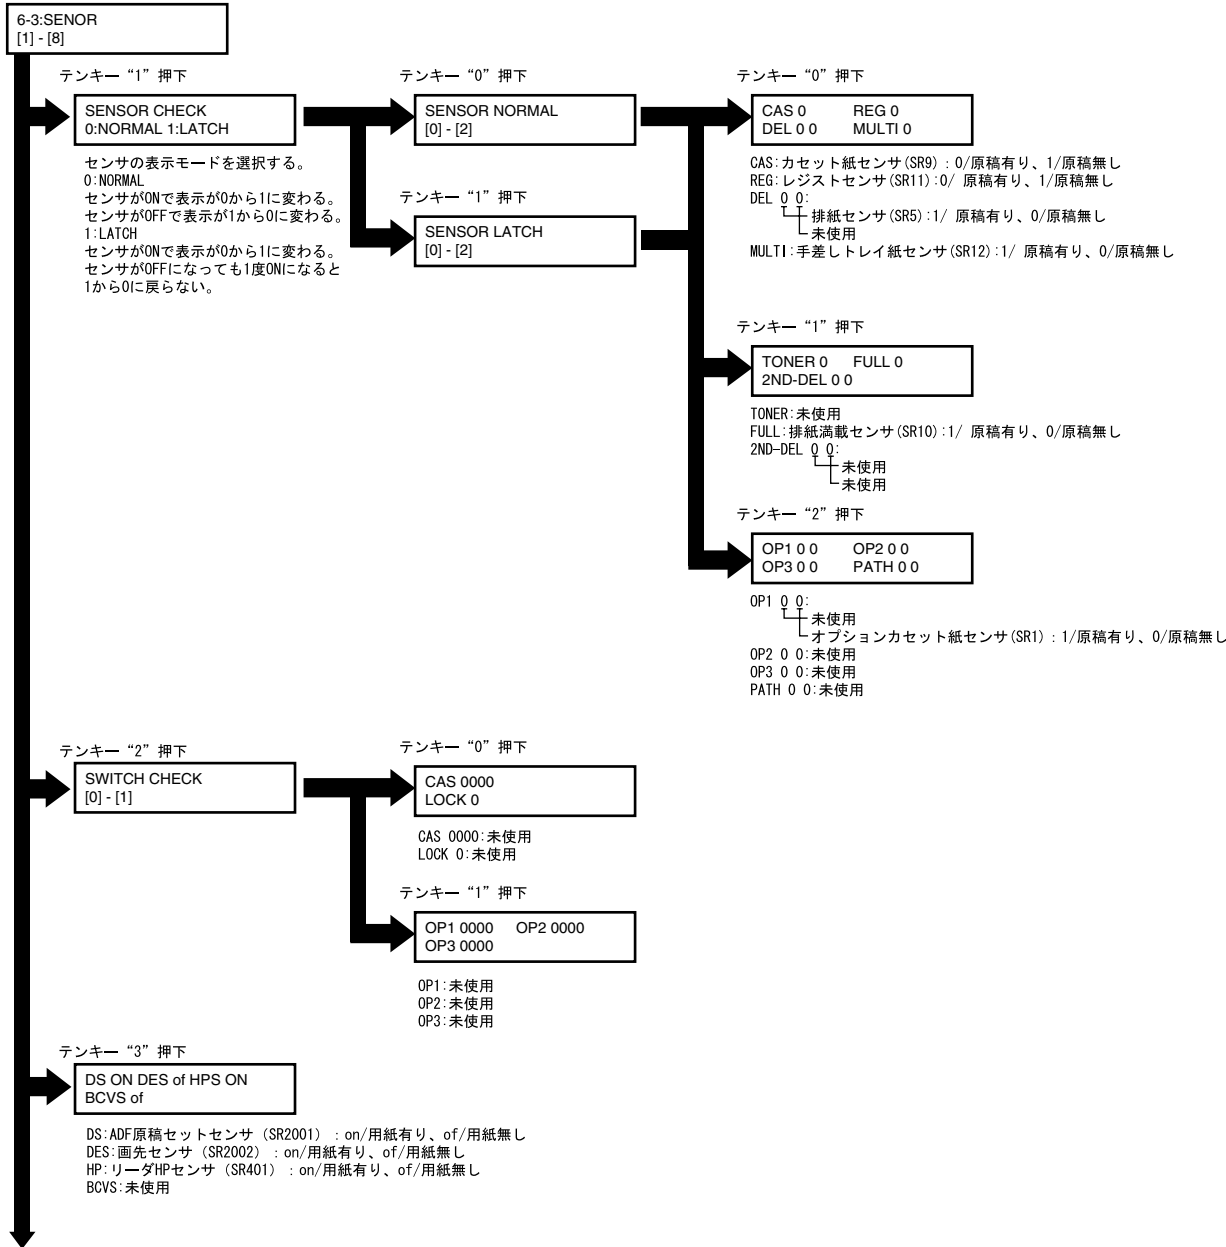 6-3:SENOR
[1] - [8]
テンキー“1”押下
SENSOR CHECK
0:NORMAL 1:LATCH
センサの表示モードを選択する。
0:NORMAL
センサがONで表示が0から1に変わる。
センサがOFFで表示が1から0に変わる。
1:LATCH
センサがONで表示が0から1に変わる。
センサがOFFになっても1度ONになると
1から0に戻らない。
テンキー“0”押下
SENSOR NORMAL
[0] - [2]
テンキー“1”押下
SENSOR LATCH
[0] - [2]
テンキー“0”押下
CAS 0 REG 0
DEL 0 0 MULTI 0
CAS:カセット紙センサ(SR9) : 0/原稿有り、1/原稿無し
REG:レジストセンサ(SR11):0/ 原稿有り、1/原稿無し
DEL 0 0:
排紙センサ(SR5):1/ 原稿有り、0/原稿無し
未使用
MULTI:手差しトレイ紙センサ(SR12):1/ 原稿有り、0/原稿無し
テンキー“1”押下
TONER 0 FULL 0
2ND-DEL 0 0
TONER:未使用
FULL:排紙満載センサ(SR10):1/ 原稿有り、0/原稿無し
2ND-DEL 0 0:
未使用
未使用
テンキー“2”押下
OP1 0 0 OP2 0 0
OP3 0 0 PATH 0 0
OP1 0 0:
未使用
オプションカセット紙センサ(SR1) : 1/原稿有り、0/原稿無し
OP2 0 0:未使用
OP3 0 0:未使用
PATH 0 0:未使用
テンキー“2”押下
SWITCH CHECK
[0] - [1]
テンキー“0”押下
CAS 0000
LOCK 0
CAS 0000:未使用
LOCK 0:未使用
テンキー“1”押下
OP1 0000 OP2 0000
OP3 0000
OP1:未使用
OP2:未使用
OP3:未使用
テンキー“3”押下
DS ON DES of HPS ON
BCVS of
DS:ADF原稿セットセンサ (SR2001) : on/用紙有り、of/用紙無し
DES:画先センサ (SR2002) : on/用紙有り、of/用紙無し
HP:リーダHPセンサ (SR401) : on/用紙有り、of/用紙無し
BCVS:未使用